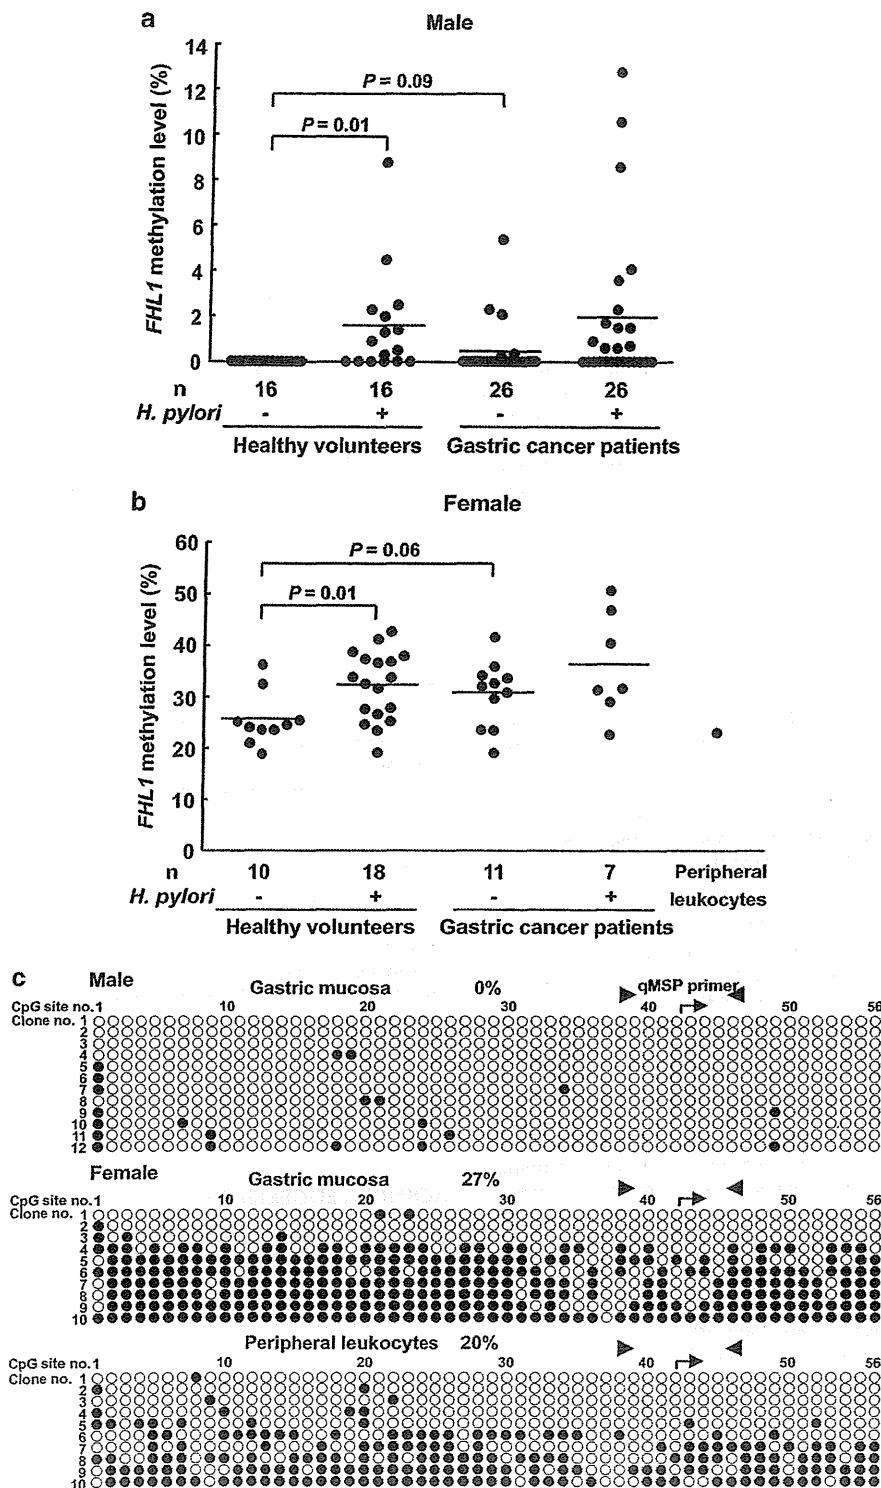 a
Male
FHL1 methylation level (%)
14
12
10
8
6
4
2
0
P = 0.09
P = 0.01
n 16 16 26 26
H. pylori - + - +
Healthy volunteers Gastric cancer patients
b
Female
FHL1 methylation level (%)
60
50
40
30
20
10
0
P = 0.06
P = 0.01
n 10 18 11 7 Peripheral
H. pylori - + - + leukocytes
Healthy volunteers Gastric cancer patients
c
Male Gastric mucosa 0% qMSP primer
CpG site no. 1 10 20 30 40 50 56
Clone no. 1
2
3
4
5
6
7
8
9
10
11
12
Female Gastric mucosa 27%
CpG site no. 1 10 20 30 40 50 56
Clone no. 1
2
3
4
5
6
7
8
9
10
Peripheral leukocytes 20%
CpG site no. 1 10 20 30 40 50 56
Clone no. 1
2
3
4
5
6
7
8
9
10